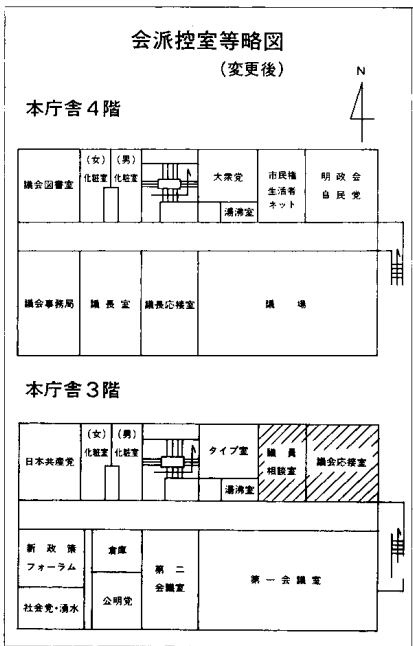 会派控室等略図
(変更後)
N
本庁舎4階
議会図書室
(女)
化粧室
(男)
化粧室
大衆党
湯沸室
市民権
生活者
ネット
明政会
自民党
議会事務局
議長室
議長応接室
議場
本庁舎3階
日本共産党
(女)
化粧室
(男)
化粧室
タイプ室
湯沸室
議員
相談室
議会応接室
新政策
フォーラム
社会党・湧水
倉庫
公明党
第二
会議室
第一会議室